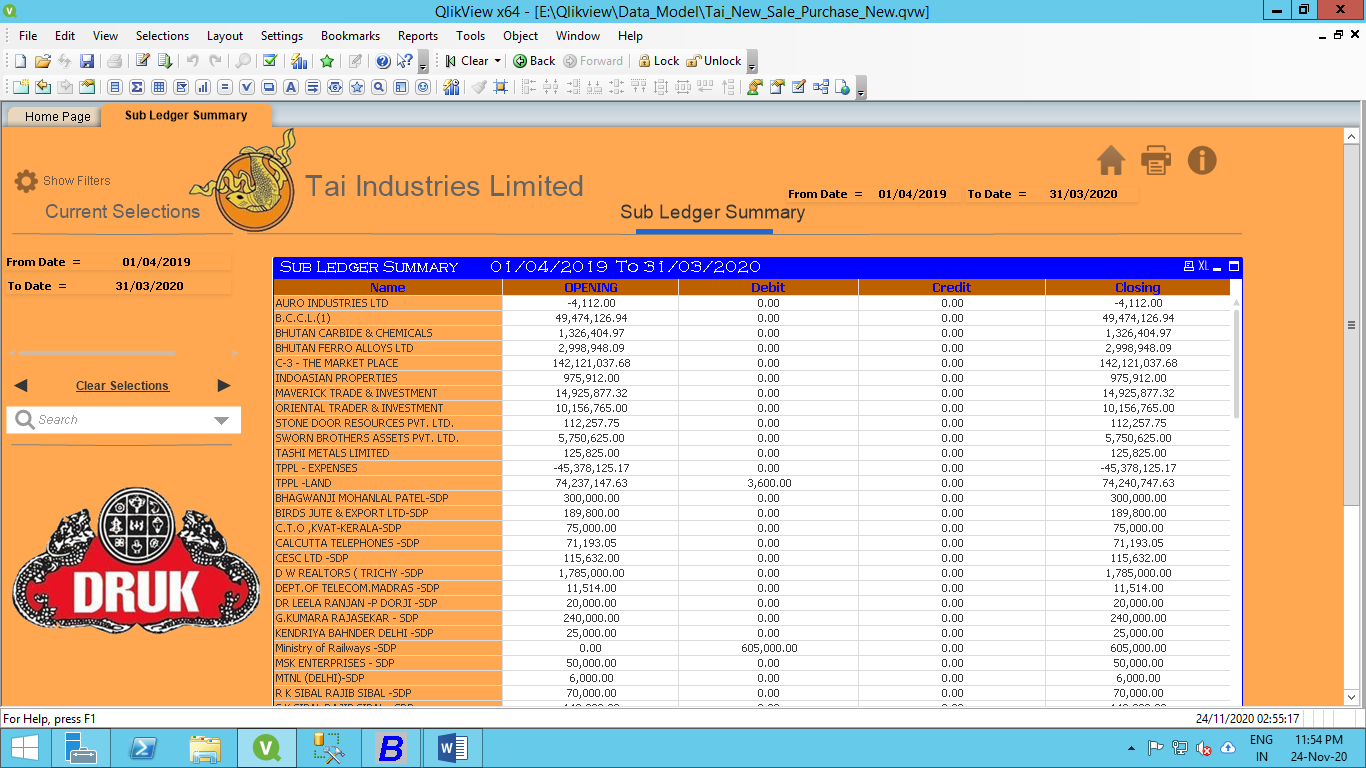 QlikView x64 - [E:\Qlikview\Data_Model\Tai_New_Sale_Purchase_New.qvw]
File Edit View Selections Layout Settings Bookmarks Reports Tools Object Window Help
Clear Back Forward Lock Unlock
Home Page Sub Ledger Summary
Show Filters
Tai Industries Limited
From Date = 01/04/2019 To Date = 31/03/2020
Current Selections
Sub Ledger Summary
From Date = 01/04/2019
To Date = 31/03/2020
Clear Selections
Search
DRUK
SUB LEDGER SUMMARY 01/04/2019 TO 31/03/2020 XL
Name OPENING Debit Credit Closing
AURO INDUSTRIES LTD -4,112.00 0.00 0.00 -4,112.00
B.C.C.L.(1) 49,474,126.94 0.00 0.00 49,474,126.94
BHUTAN CARBIDE & CHEMICALS 1,326,404.97 0.00 0.00 1,326,404.97
BHUTAN FERRO ALLOYS LTD 2,998,948.09 0.00 0.00 2,998,948.09
C-3 - THE MARKET PLACE 142,121,037.68 0.00 0.00 142,121,037.68
INDOASIAN PROPERTIES 975,912.00 0.00 0.00 975,912.00
MAVERICK TRADE & INVESTMENT 14,925,877.32 0.00 0.00 14,925,877.32
ORIENTAL TRADER & INVESTMENT 10,156,765.00 0.00 0.00 10,156,765.00
STONE DOOR RESOURCES PVT. LTD. 112,257.75 0.00 0.00 112,257.75
SWORN BROTHERS ASSETS PVT. LTD. 5,750,625.00 0.00 0.00 5,750,625.00
TASHI METALS LIMITED 125,825.00 0.00 0.00 125,825.00
TPPL - EXPENSES -45,378,125.17 0.00 0.00 -45,378,125.17
TPPL -LAND 74,237,147.63 3,600.00 0.00 74,240,747.63
BHAGWANJI MOHANLAL PATEL-SDP 300,000.00 0.00 0.00 300,000.00
BIRDS JUTE & EXPORT LTD-SDP 189,800.00 0.00 0.00 189,800.00
C.T.O ,KVAT-KERALA-SDP 75,000.00 0.00 0.00 75,000.00
CALCUTTA TELEPHONES -SDP 71,193.05 0.00 0.00 71,193.05
CESC LTD -SDP 115,632.00 0.00 0.00 115,632.00
D W REALTORS ( TRICHY -SDP 1,785,000.00 0.00 0.00 1,785,000.00
DEPT.OF TELECOM.MADRAS -SDP 11,514.00 0.00 0.00 11,514.00
DR LEELA RANJAN -P DORJI -SDP 20,000.00 0.00 0.00 20,000.00
G.KUMARA RAJASEKAR - SDP 240,000.00 0.00 0.00 240,000.00
KENDRIYA BAHNDER DELHI -SDP 25,000.00 0.00 0.00 25,000.00
Ministry of Railways -SDP 0.00 605,000.00 0.00 605,000.00
MSK ENTERPRISES - SDP 50,000.00 0.00 0.00 50,000.00
MTNL (DELHI)-SDP 6,000.00 0.00 0.00 6,000.00
R K SIBAL RAJIB SIBAL -SDP 70,000.00 0.00 0.00 70,000.00
For Help, press F1
24/11/2020 02:55:17
ENG 11:54 PM
IN 24-Nov-20